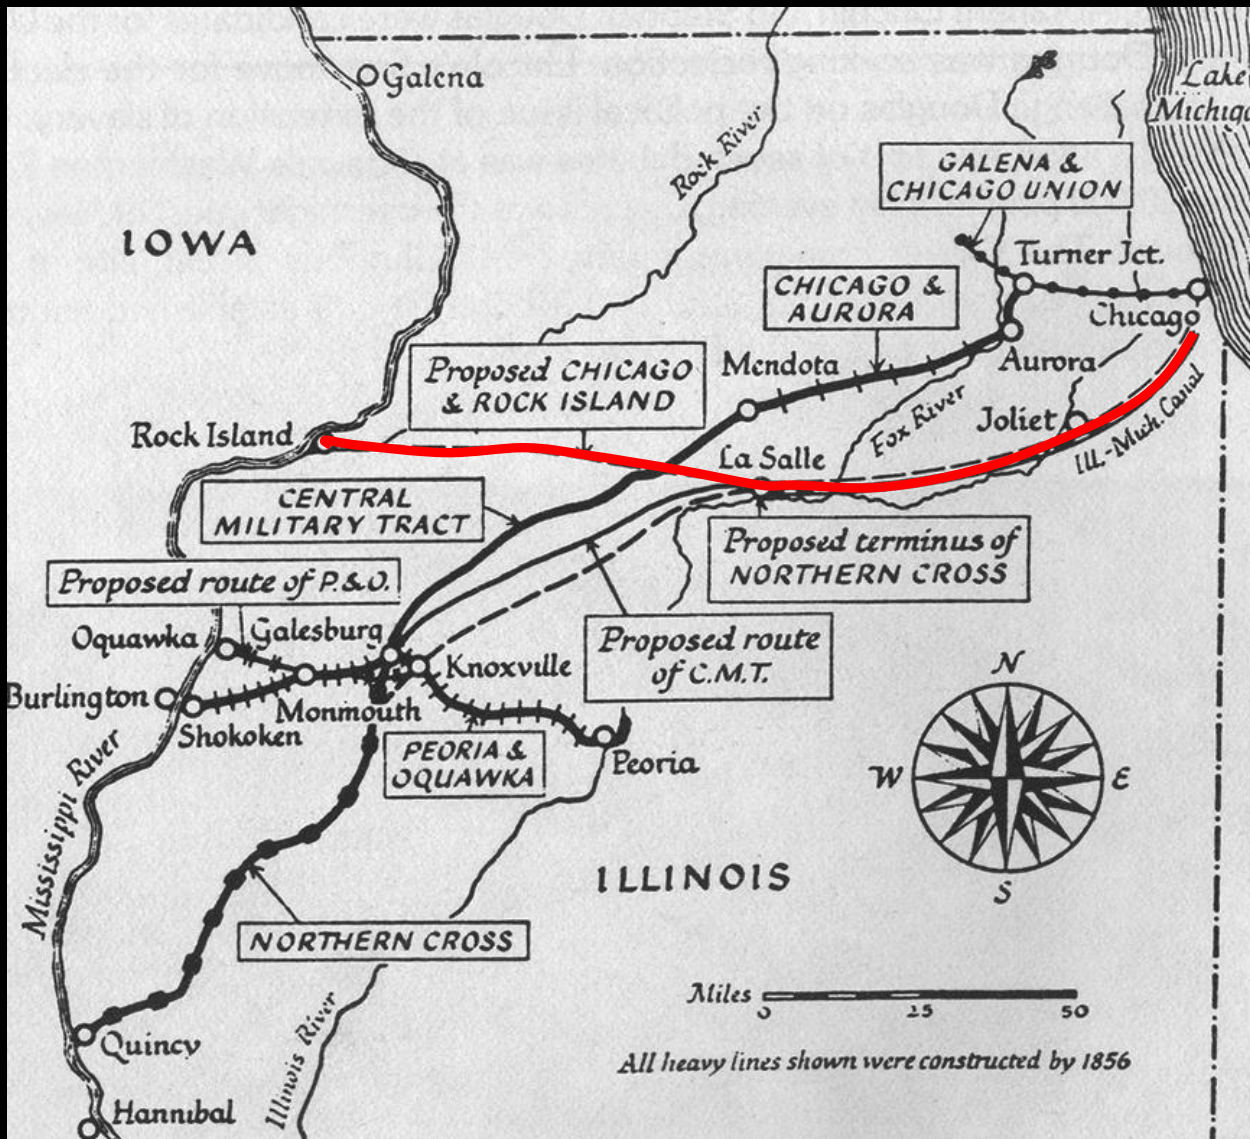 Galena
Lake
Rock River
GALENA &
CHICAGO UNION
IOWA
Turner Jct.
CHICAGO &
AURORA
Chicago
Proposed CHICAGO
& ROCK ISLAND
Mendota
Aurora
Fox River
Joliet
Ill.-Mich. Canal
Rock Island
La Salle
CENTRAL
MILITARY TRACT
Proposed terminus of
NORTHERN CROSS
Proposed route of P.&O.
Oquawka
Galesburg
Proposed route
of C.M.T.
Knoxville
Burlington
Monmouth
Shokoken
N
PEORIA &
OQUAWKA
Peoria
W
E
Mississippi River
S
ILLINOIS
NORTHERN CROSS
Miles
0 25 50
Illinois River
Quincy
All heavy lines shown were constructed by 1856
Hannibal